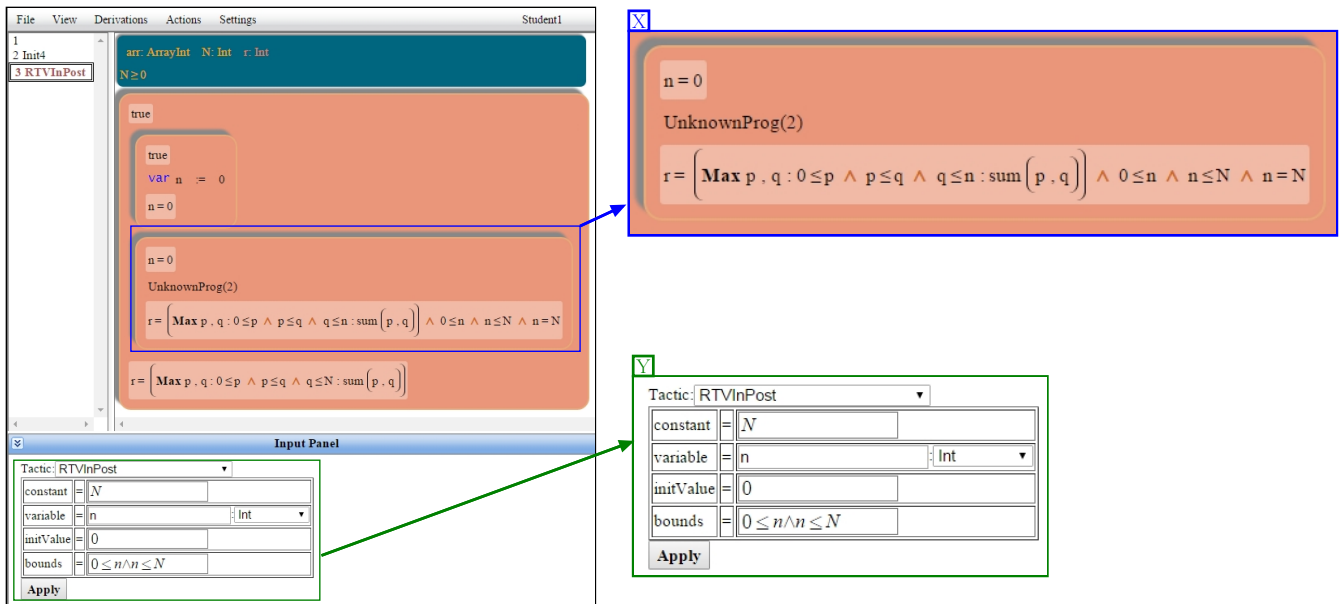 File View Derivations Actions Settings Student1
1
2 Init4
3 RTVInPost
arr: ArrayInt N: Int r: Int
N ≥ 0
true
true
var n := 0
n = 0
n = 0
UnknownProg(2)
r = (Max p , q : 0 ≤ p ∧ p ≤ q ∧ q ≤ n : sum (p , q)) ∧ 0 ≤ n ∧ n ≤ N ∧ n = N
r = (Max p , q : 0 ≤ p ∧ p ≤ q ∧ q ≤ N : sum (p , q))
Input Panel
Tactic: RTVInPost
constant = N
variable = n : Int
initValue = 0
bounds = 0 ≤ n∧n ≤ N
Apply
X
n = 0
UnknownProg(2)
r = (Max p , q : 0 ≤ p ∧ p ≤ q ∧ q ≤ n : sum (p , q)) ∧ 0 ≤ n ∧ n ≤ N ∧ n = N
Y
Tactic: RTVInPost
constant = N
variable = n : Int
initValue = 0
bounds = 0 ≤ n∧n ≤ N
Apply